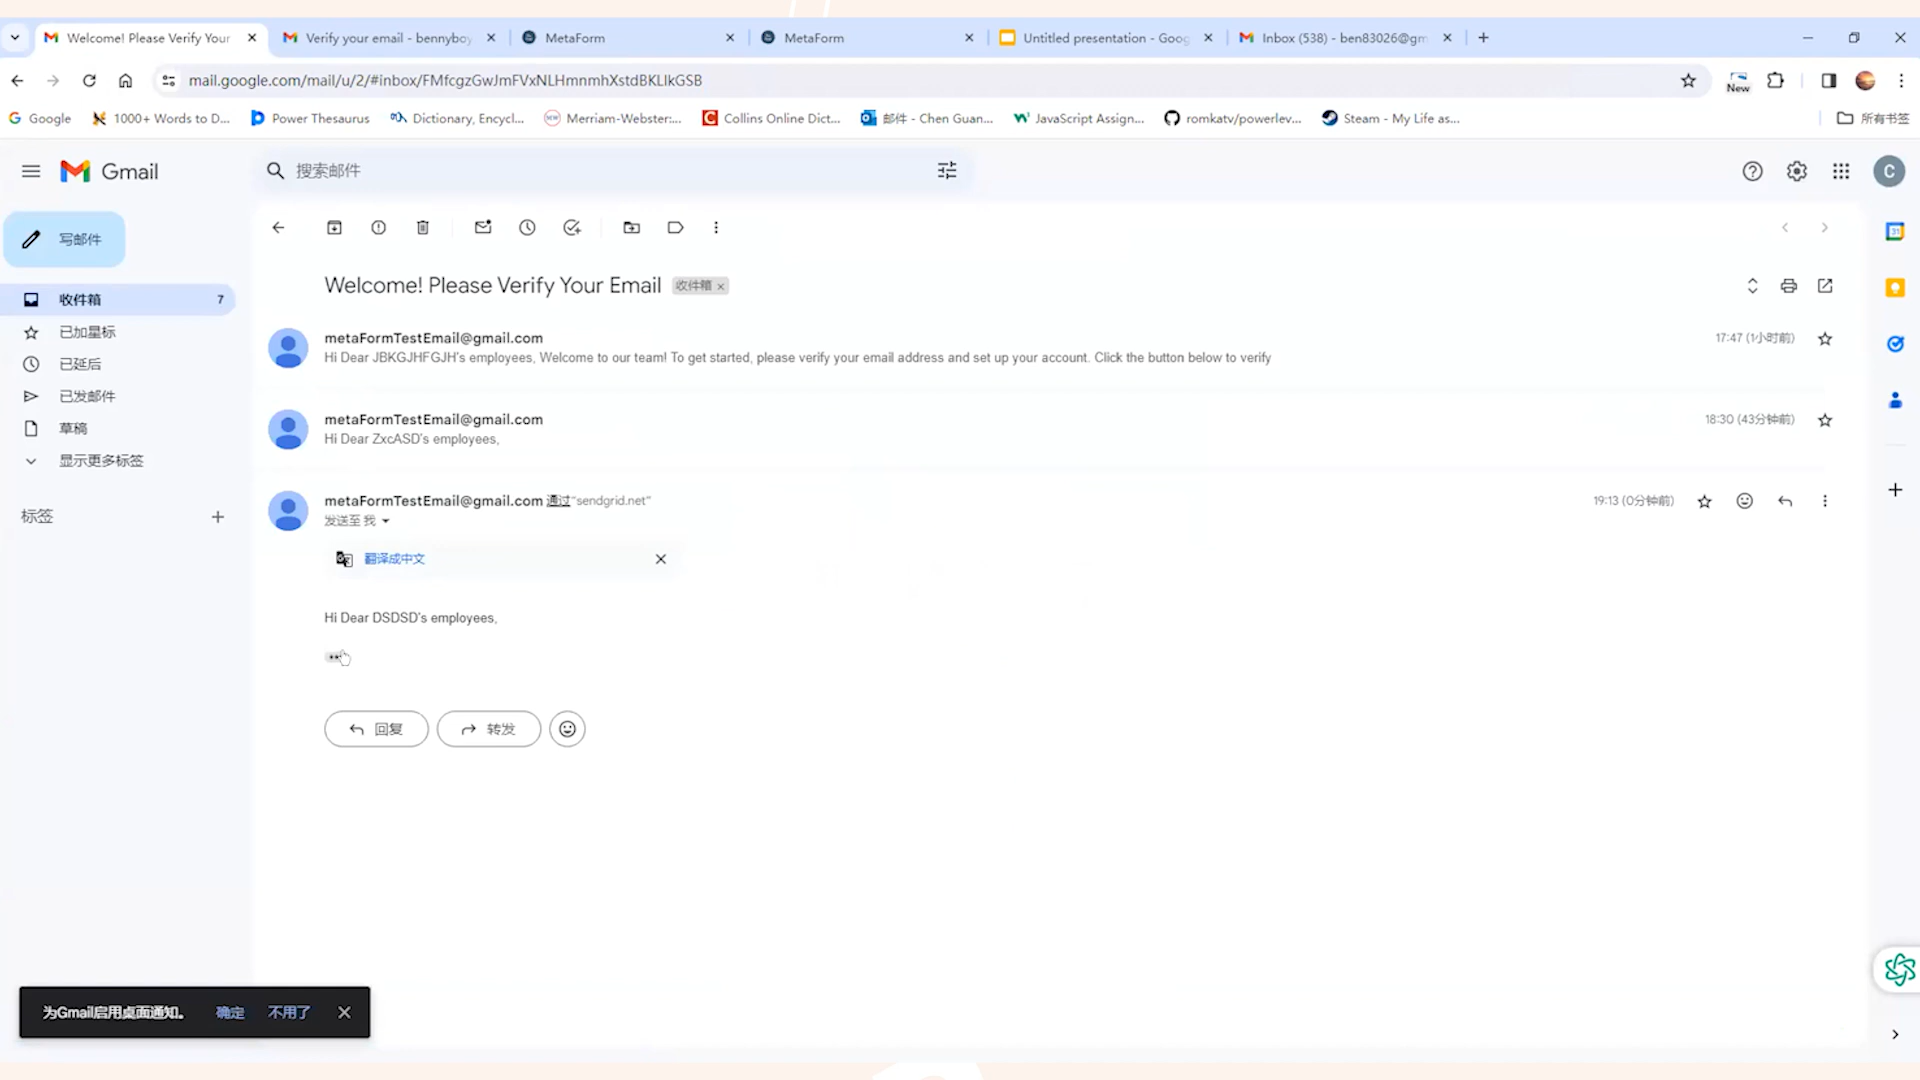 Welcome! Please Verify Your
Verify your email - bennyboy
MetaForm
MetaForm
Untitled presentation - Goog
Inbox (538) - ben83026@gm
mail.google.com/mail/u/2/#inbox/FMfcgzGwJmFVxNLHmnmhXstdBKLlkGSB
New
Google
1000+ Words to D...
Power Thesaurus
Dictionary, Encycl...
Merriam-Webster:...
Collins Online Dict...
邮件 - Chen Guan...
JavaScript Assign...
romkatv/powerlev...
Steam - My Life as...
所有书签
Gmail
搜索邮件
C
写邮件
收件箱 7
已加星标
已延后
已发邮件
草稿
显示更多标签
标签
Welcome! Please Verify Your Email 收件箱 ×
metaFormTestEmail@gmail.com
17:47 (1小时前)
Hi Dear JBKGJHFGJH's employees, Welcome to our team! To get started, please verify your email address and set up your account. Click the button below to verify
metaFormTestEmail@gmail.com
18:30 (43分钟前)
Hi Dear ZxcASD's employees,
metaFormTestEmail@gmail.com 通过"sendgrid.net"
19:13 (0分钟前)
发送至 我
翻译成中文
Hi Dear DSDSD's employees,
回复
转发
为Gmail启用桌面通知。 确定 不用了
31